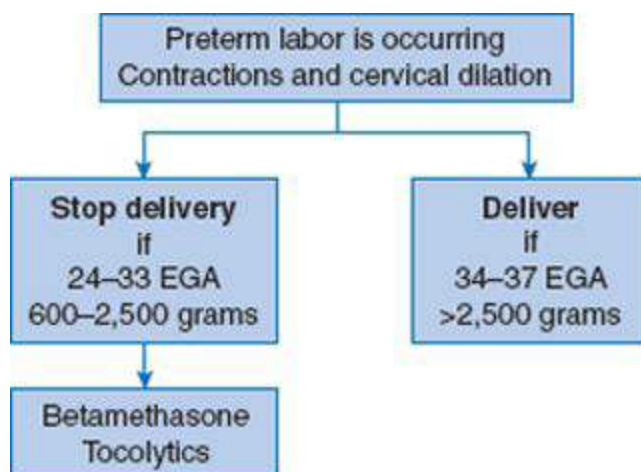 Preterm labor is occurring
Contractions and cervical dilation
Stop delivery
if
24–33 EGA
600–2,500 grams
Deliver
if
34–37 EGA
>2,500 grams
Betamethasone
Tocolytics